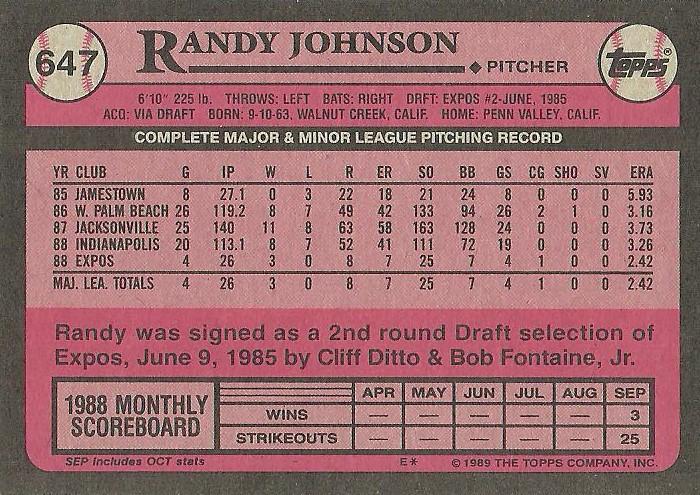 647
RANDY JOHNSON
◆ PITCHER
TOPPS
6'10" 225 lb. THROWS: LEFT BATS: RIGHT DRFT: EXPOS #2-JUNE, 1985
ACQ: VIA DRAFT BORN: 9-10-63, WALNUT CREEK, CALIF. HOME: PENN VALLEY, CALIF.
COMPLETE MAJOR & MINOR LEAGUE PITCHING RECORD
YR CLUB G IP W L R ER SO BB GS CG SHO SV ERA
85 JAMESTOWN 8 27.1 0 3 22 18 21 24 8 0 0 0 5.93
86 W. PALM BEACH 26 119.2 8 7 49 42 133 94 26 2 1 0 3.16
87 JACKSONVILLE 25 140 11 8 63 58 163 128 24 0 0 0 3.73
88 INDIANAPOLIS 20 113.1 8 7 52 41 111 72 19 0 0 0 3.26
88 EXPOS 4 26 3 0 8 7 25 7 4 1 0 0 2.42
MAJ. LEA. TOTALS 4 26 3 0 8 7 25 7 4 1 0 0 2.42
Randy was signed as a 2nd round Draft selection of
Expos, June 9, 1985 by Cliff Ditto & Bob Fontaine, Jr.
1988 MONTHLY
SCOREBOARD
APR MAY JUN JUL AUG SEP
WINS — — — — — 3
STRIKEOUTS — — — — — 25
SEP includes OCT stats
E*
© 1989 THE TOPPS COMPANY, INC.